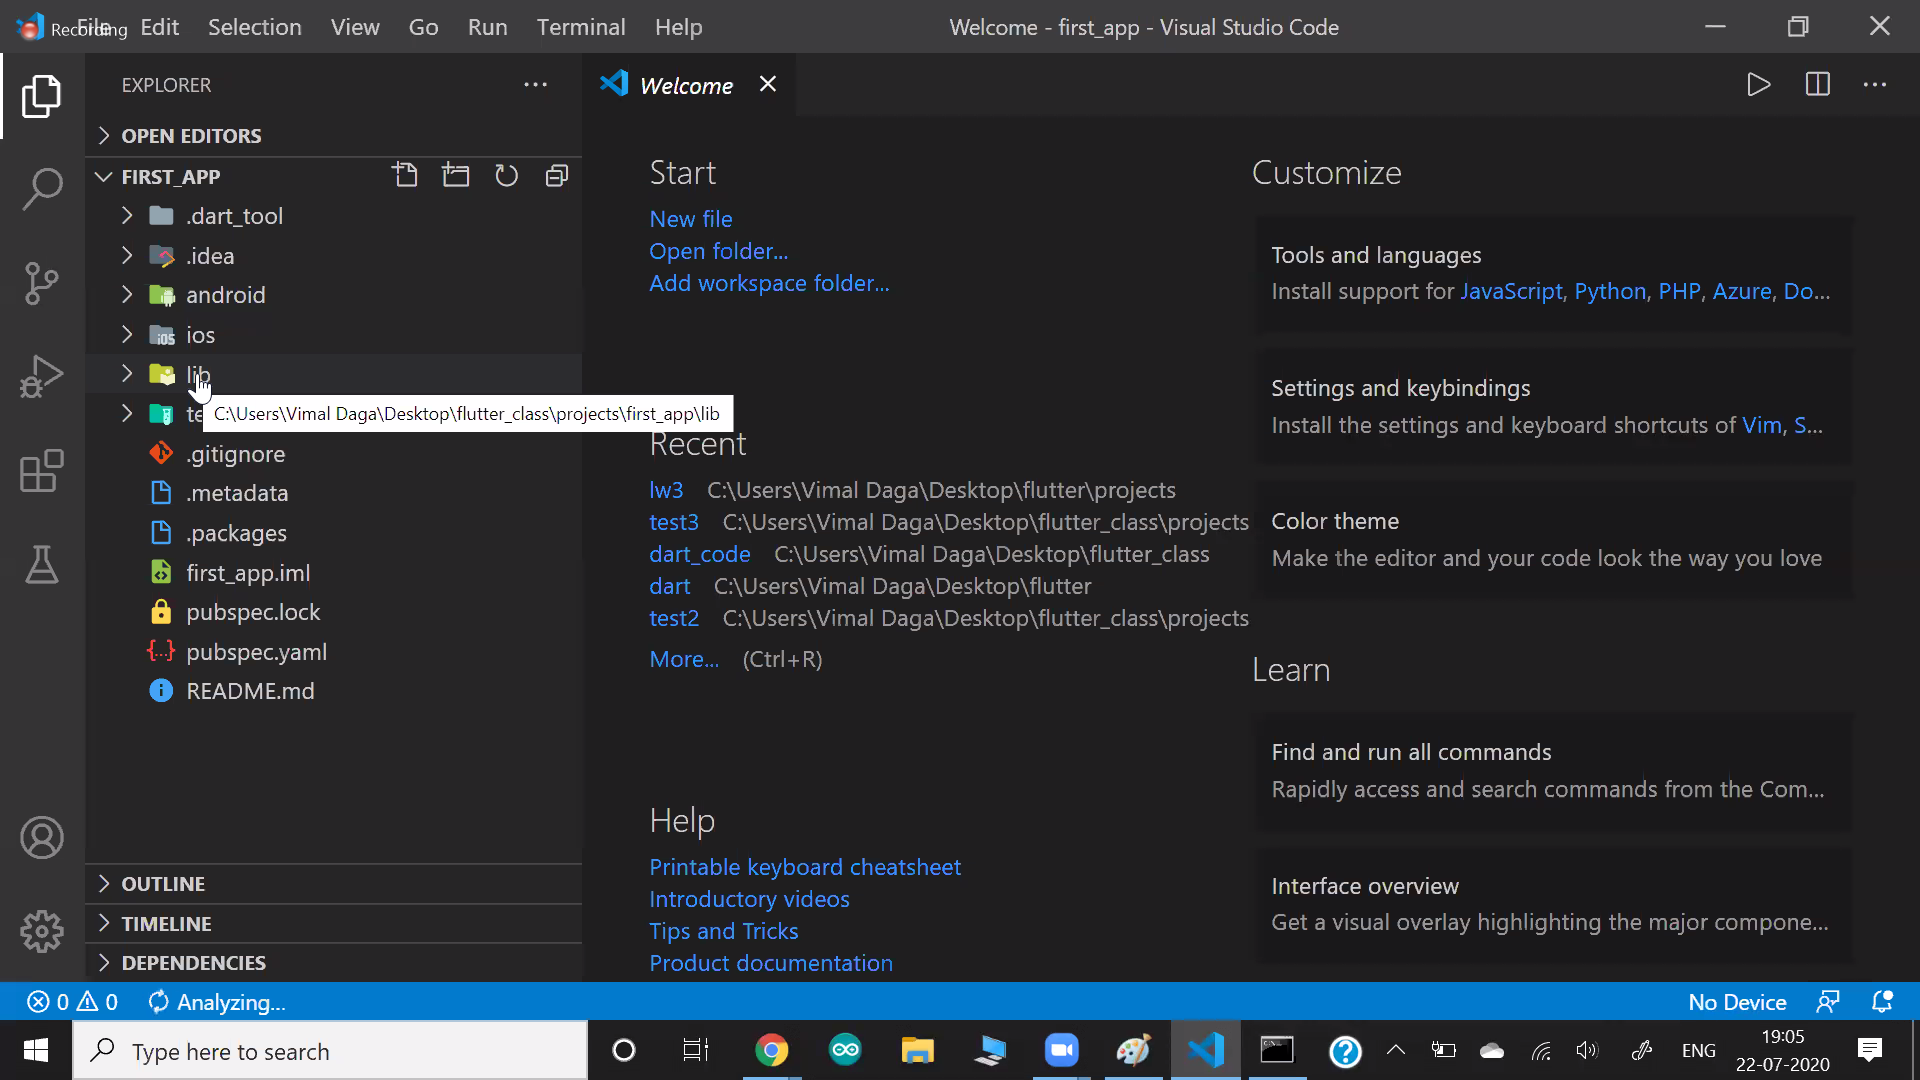 Recording
File Edit Selection View Go Run Terminal Help
Welcome - first_app - Visual Studio Code
EXPLORER
OPEN EDITORS
FIRST_APP
.dart_tool
.idea
android
ios
lib
te
C:\Users\Vimal Daga\Desktop\flutter_class\projects\first_app\lib
.gitignore
.metadata
.packages
first_app.iml
pubspec.lock
pubspec.yaml
README.md
OUTLINE
TIMELINE
DEPENDENCIES
Welcome
Start
New file
Open folder...
Add workspace folder...
Recent
lw3 C:\Users\Vimal Daga\Desktop\flutter\projects
test3 C:\Users\Vimal Daga\Desktop\flutter_class\projects
dart_code C:\Users\Vimal Daga\Desktop\flutter_class
dart C:\Users\Vimal Daga\Desktop\flutter
test2 C:\Users\Vimal Daga\Desktop\flutter_class\projects
More... (Ctrl+R)
Help
Printable keyboard cheatsheet
Introductory videos
Tips and Tricks
Product documentation
Customize
Tools and languages
Install support for JavaScript, Python, PHP, Azure, Do...
Settings and keybindings
Install the settings and keyboard shortcuts of Vim, S...
Color theme
Make the editor and your code look the way you love
Learn
Find and run all commands
Rapidly access and search commands from the Com...
Interface overview
Get a visual overlay highlighting the major compone...
0 0 Analyzing...
No Device
Type here to search
ENG
19:05
22-07-2020